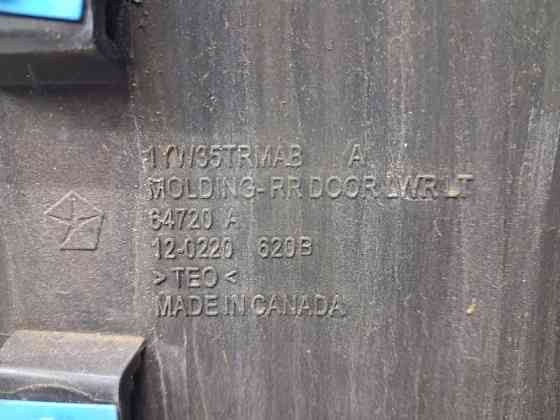 1YW35TRMAB A
MOLDING-RR DOOR LWR LT
64720 A
12-0220 620B
>TEO<
MADE IN CANADA